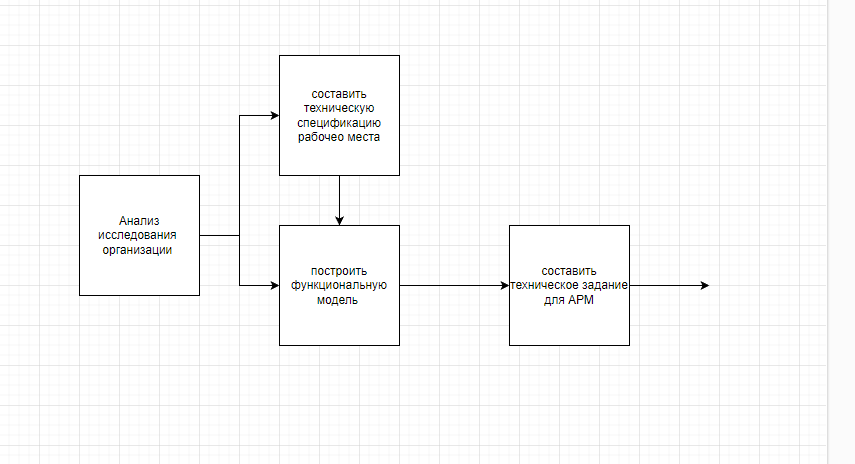 составить
техническую
спецификацию
рабочео места
Анализ
исследования
организации
построить
функциональную
модель
составить
техническое задание
для АРМ